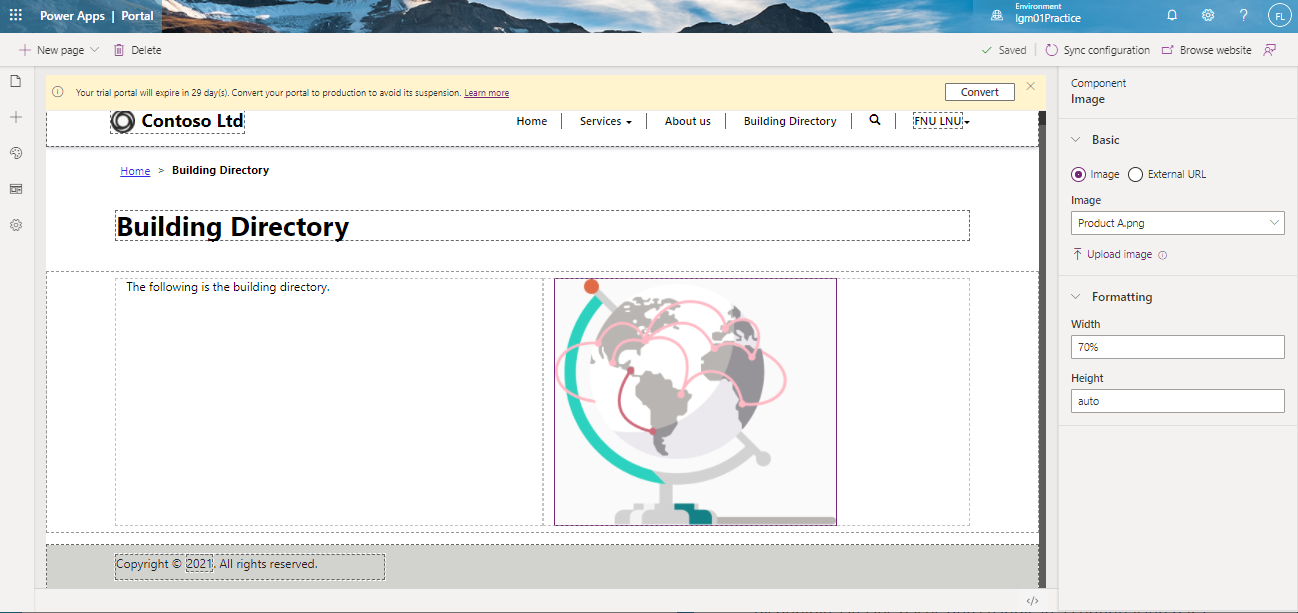 Power Apps | Portal
Environment
lgm01Practice
FL
New page
Delete
Saved
Sync configuration
Browse website
Your trial portal will expire in 29 day(s). Convert your portal to production to avoid its suspension. Learn more
Convert
Contoso Ltd
Home
Services
About us
Building Directory
FNU LNU
Home > Building Directory
Building Directory
The following is the building directory.
Copyright © 2021. All rights reserved.
</>
Component
Image
Basic
Image
External URL
Image
Product A.png
Upload image
Formatting
Width
70%
Height
auto